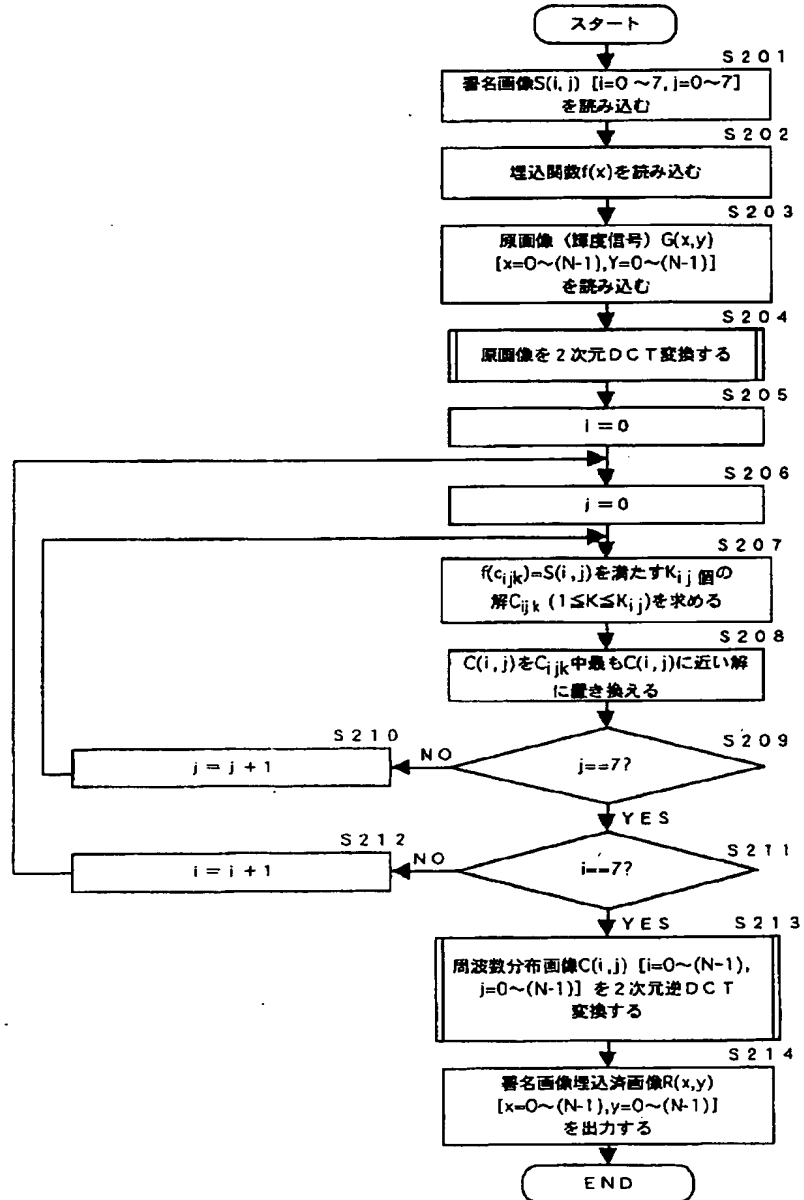 スタート
S201
署名画像S(i,j) [i=0～7,j=0～7]
を読み込む
S202
埋込関数f(x)を読み込む
S203
原画像（輝度信号）G(x,y)
[x=0～(N-1),Y=0～(N-1)]
を読み込む
S204
原画像を2次元DCT変換する
S205
i=0
S206
j=0
S207
f(cijk)=S(i,j)を満たすKij個の
解Cijk (1≦K≦Kij)を求める
S208
C(i,j)をCijk中最もC(i,j)に近い解
に置き換える
S209
j==7?
NO
S210
j=j+1
YES
S211
i==7?
NO
S212
i=i+1
YES
S213
周波数分布画像C(i,j) [i=0～(N-1),
j=0～(N-1)] を2次元逆DCT
変換する
S214
署名画像埋込済画像R(x,y)
[x=0～(N-1),y=0～(N-1)]
を出力する
END